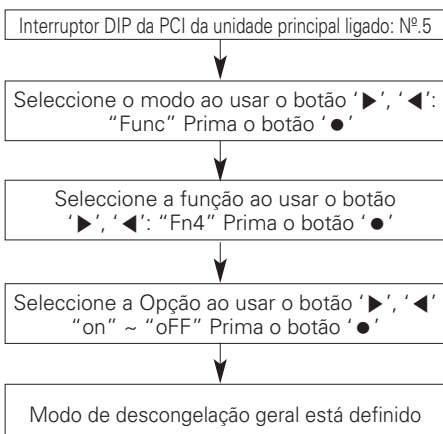 Interruptor DIP da PCI da unidade principal ligado: Nº.5
Seleccione o modo ao usar o botão ‘▶’, ‘◀’:
“Func” Prima o botão ‘●’
Seleccione a função ao usar o botão
‘▶’, ‘◀’: “Fn4” Prima o botão ‘●’
Seleccione a Opção ao usar o botão ‘▶’, ‘◀’
“on” ~ “oFF” Prima o botão ‘●’
Modo de descongelação geral está definido